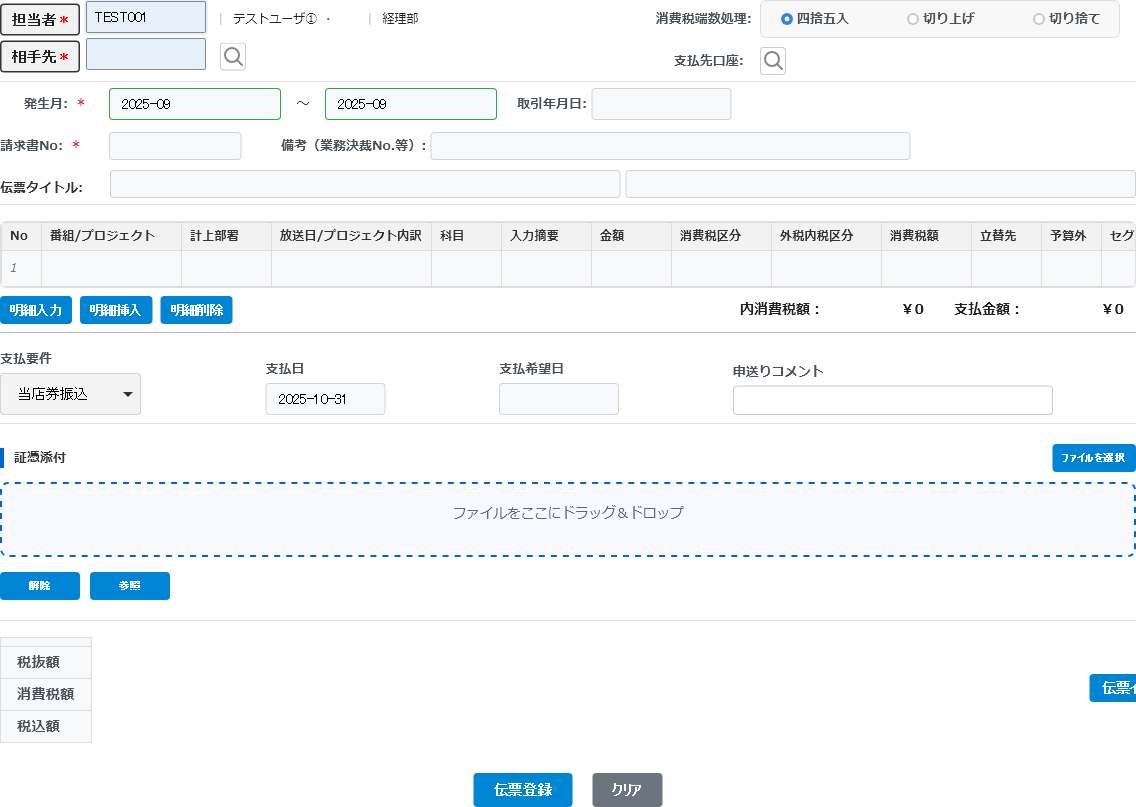 担当者* TEST001 | テストユーザ① ・ | 経理部 消費税端数処理: 四捨五入 切り上げ 切り捨て
相手先* 支払先口座:
発生月: * 2025-09 ～ 2025-09 取引年月日:
請求書No: * 備考（業務決裁No.等）:
伝票タイトル:
No 番組/プロジェクト 計上部署 放送日/プロジェクト内訳 科目 入力摘要 金額 消費税区分 外税内税区分 消費税額 立替先 予算外 セグ
1
明細入力 明細挿入 明細削除 内消費税額： ￥0 支払金額： ￥0
支払要件 支払日 支払希望日 申送りコメント
当店券振込 2025-10-31
証憑添付 ファイルを選択
ファイルをここにドラッグ＆ドロップ
解除 参照
税抜額
消費税額 伝票イ
税込額
伝票登録 クリア